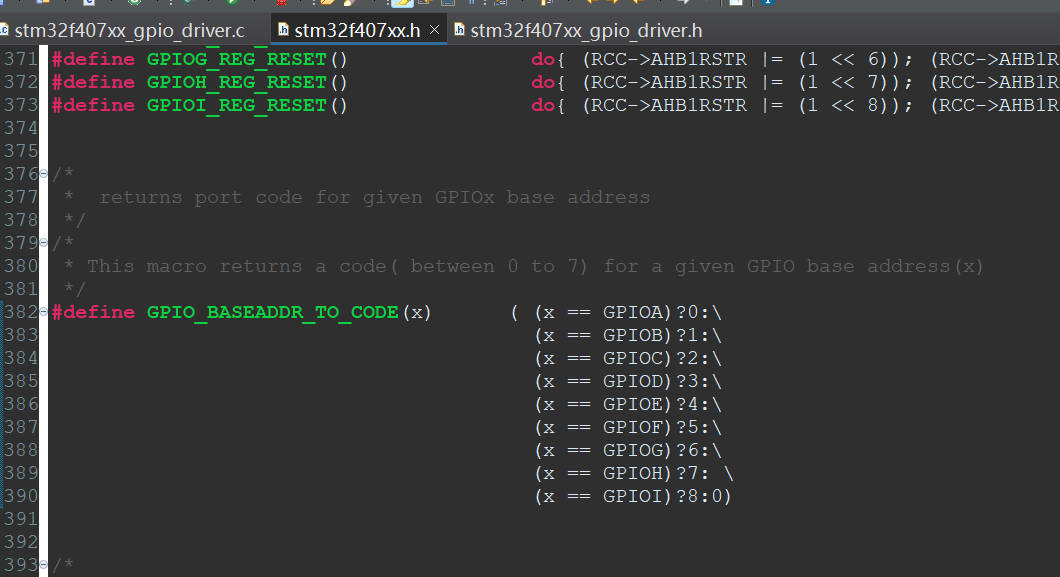 stm32f407xx_gpio_driver.c stm32f407xx.h stm32f407xx_gpio_driver.h
371 #define GPIOG_REG_RESET() do{ (RCC->AHB1RSTR |= (1 << 6)); (RCC->AHB1R
372 #define GPIOH_REG_RESET() do{ (RCC->AHB1RSTR |= (1 << 7)); (RCC->AHB1R
373 #define GPIOI_REG_RESET() do{ (RCC->AHB1RSTR |= (1 << 8)); (RCC->AHB1R
374
375
376 /*
377 * returns port code for given GPIOx base address
378 */
379 /*
380 * This macro returns a code( between 0 to 7) for a given GPIO base address(x)
381 */
382 #define GPIO_BASEADDR_TO_CODE(x) ( (x == GPIOA)?0:\
383 (x == GPIOB)?1:\
384 (x == GPIOC)?2:\
385 (x == GPIOD)?3:\
386 (x == GPIOE)?4:\
387 (x == GPIOF)?5:\
388 (x == GPIOG)?6:\
389 (x == GPIOH)?7: \
390 (x == GPIOI)?8:0)
391
392
393 /*